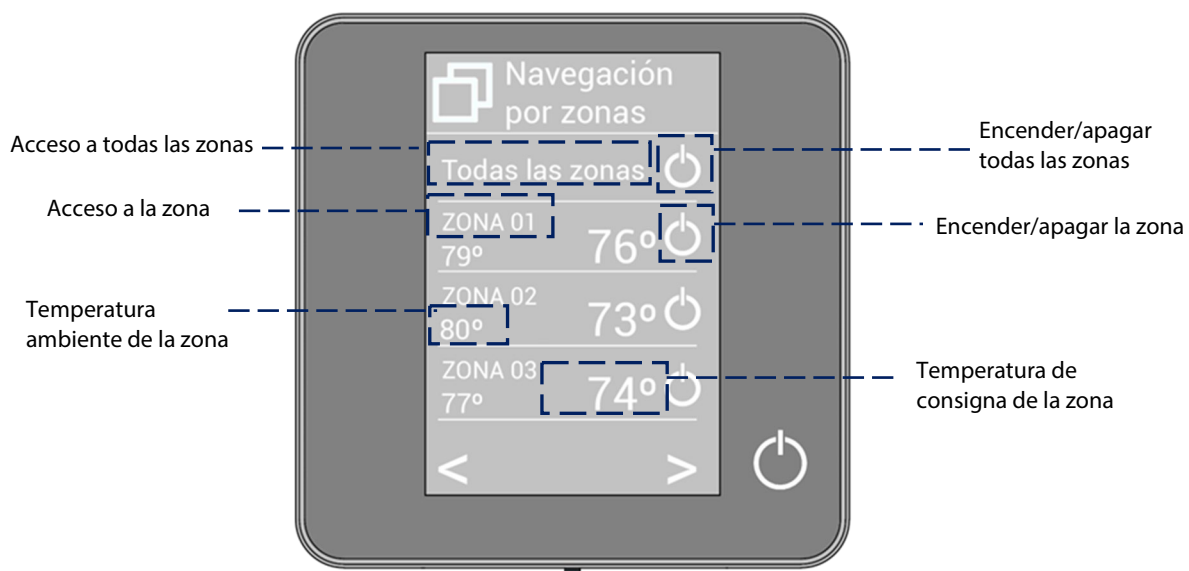 Navegación
por zonas
Acceso a todas las zonas
Todas las zonas
Encender/apagar
todas las zonas
Acceso a la zona
ZONA 01
79º
76º
Encender/apagar la zona
Temperatura
ambiente de la zona
ZONA 02
80º
73º
ZONA 03
77º
74º
Temperatura de
consigna de la zona
< >